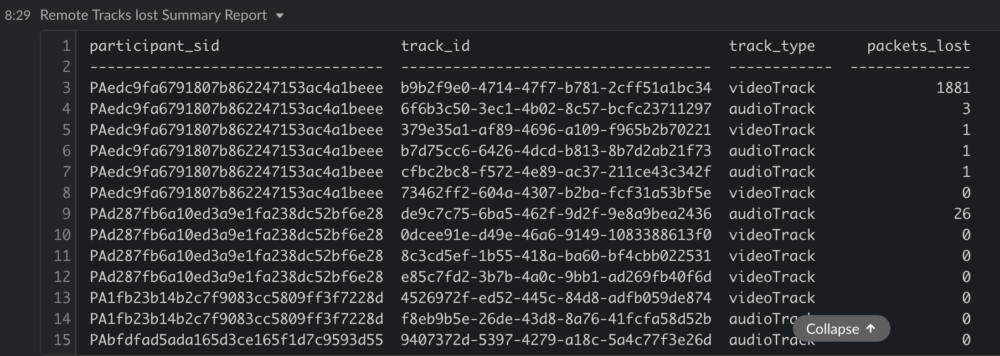 8:29 Remote Tracks lost Summary Report
1 participant_sid track_id track_type packets_lost
2 ---------------------------------- ------------------------------------ ------------ --------------
3 PAedc9fa6791807b862247153ac4a1beee b9b2f9e0-4714-47f7-b781-2cff51a1bc34 videoTrack 1881
4 PAedc9fa6791807b862247153ac4a1beee 6f6b3c50-3ec1-4b02-8c57-bcfc23711297 audioTrack 3
5 PAedc9fa6791807b862247153ac4a1beee 379e35a1-af89-4696-a109-f965b2b70221 videoTrack 1
6 PAedc9fa6791807b862247153ac4a1beee b7d75cc6-6426-4dcd-b813-8b7d2ab21f73 audioTrack 1
7 PAedc9fa6791807b862247153ac4a1beee cfbc2bc8-f572-4e89-ac37-211ce43c342f audioTrack 1
8 PAedc9fa6791807b862247153ac4a1beee 73462ff2-604a-4307-b2ba-fcf31a53bf5e videoTrack 0
9 PAd287fb6a10ed3a9e1fa238dc52bf6e28 de9c7c75-6ba5-462f-9d2f-9e8a9bea2436 audioTrack 26
10 PAd287fb6a10ed3a9e1fa238dc52bf6e28 0dcee91e-d49e-46a6-9149-1083388613f0 videoTrack 0
11 PAd287fb6a10ed3a9e1fa238dc52bf6e28 8c3cd5ef-1b55-418a-ba60-bf4cbb022531 videoTrack 0
12 PAd287fb6a10ed3a9e1fa238dc52bf6e28 e85c7fd2-3b7b-4a0c-9bb1-ad269fb40f6d videoTrack 0
13 PA1fb23b14b2c7f9083cc5809ff3f7228d 4526972f-ed52-445c-84d8-adfb059de874 videoTrack 0
14 PA1fb23b14b2c7f9083cc5809ff3f7228d f8eb9b5e-26de-43d8-8a76-41fcfa58d52b audioTrack 0
Collapse ↑
15 PAbfdfad5ada165d3ce165f1d7c9593d55 9407372d-5397-4279-a18c-5a4c77f3e26d audioTrack 0